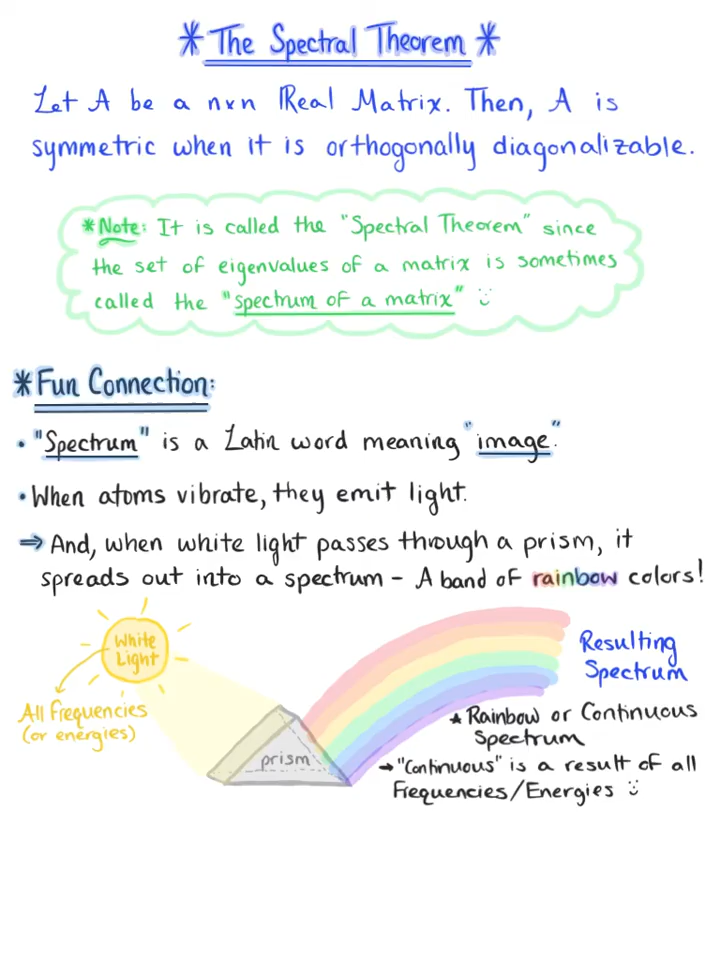 * The Spectral Theorem *
Let A be a nxn Real Matrix. Then, A is
symmetric when it is orthogonally diagonalizable.
*Note: It is called the "Spectral Theorem" since
the set of eigenvalues of a matrix is sometimes
called the "spectrum of a matrix" :)
*Fun Connection:
• "Spectrum" is a Latin word meaning "image".
• When atoms vibrate, they emit light.
⇒ And, when white light passes through a prism, it
spreads out into a spectrum - A band of rainbow colors!
White
Light
All Frequencies
(or energies)
prism
Resulting
Spectrum
★ Rainbow or Continuous
Spectrum
→ "Continuous" is a result of all
Frequencies/Energies :)